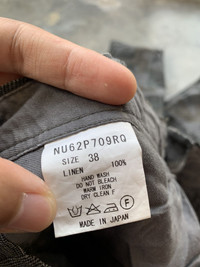 NU62P709RQ
SIZE 38
LINEN 100%
HAND WASH
DO NOT BLEACH
WARM IRON
DRY CLEAN F
F
MADE IN JAPAN